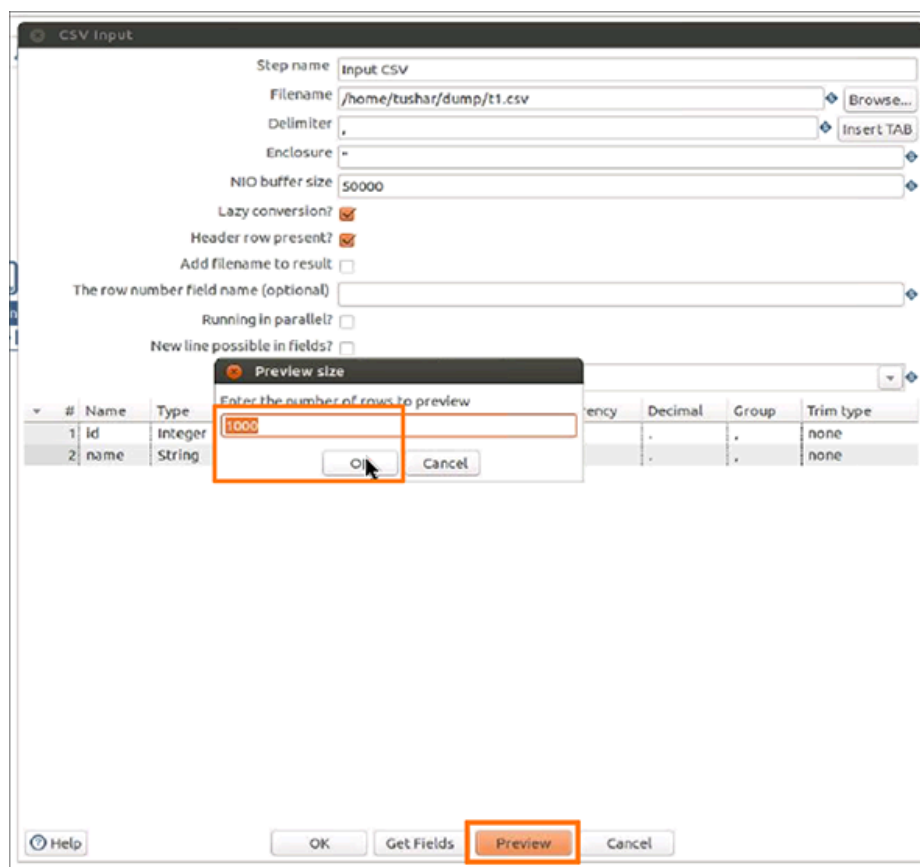 CSV Input
Step name Input CSV
Filename /home/tushar/dump/t1.csv Browse...
Delimiter , Insert TAB
Enclosure "
NIO buffer size 50000
Lazy conversion?
Header row present?
Add filename to result
The row number field name (optional)
Running in parallel?
New line possible in fields?
Preview size
Enter the number of rows to preview
# Name Type Decimal Group Trim type
1000
1 id Integer . , none
2 name String . , none
OK Cancel
Help OK Get Fields Preview Cancel